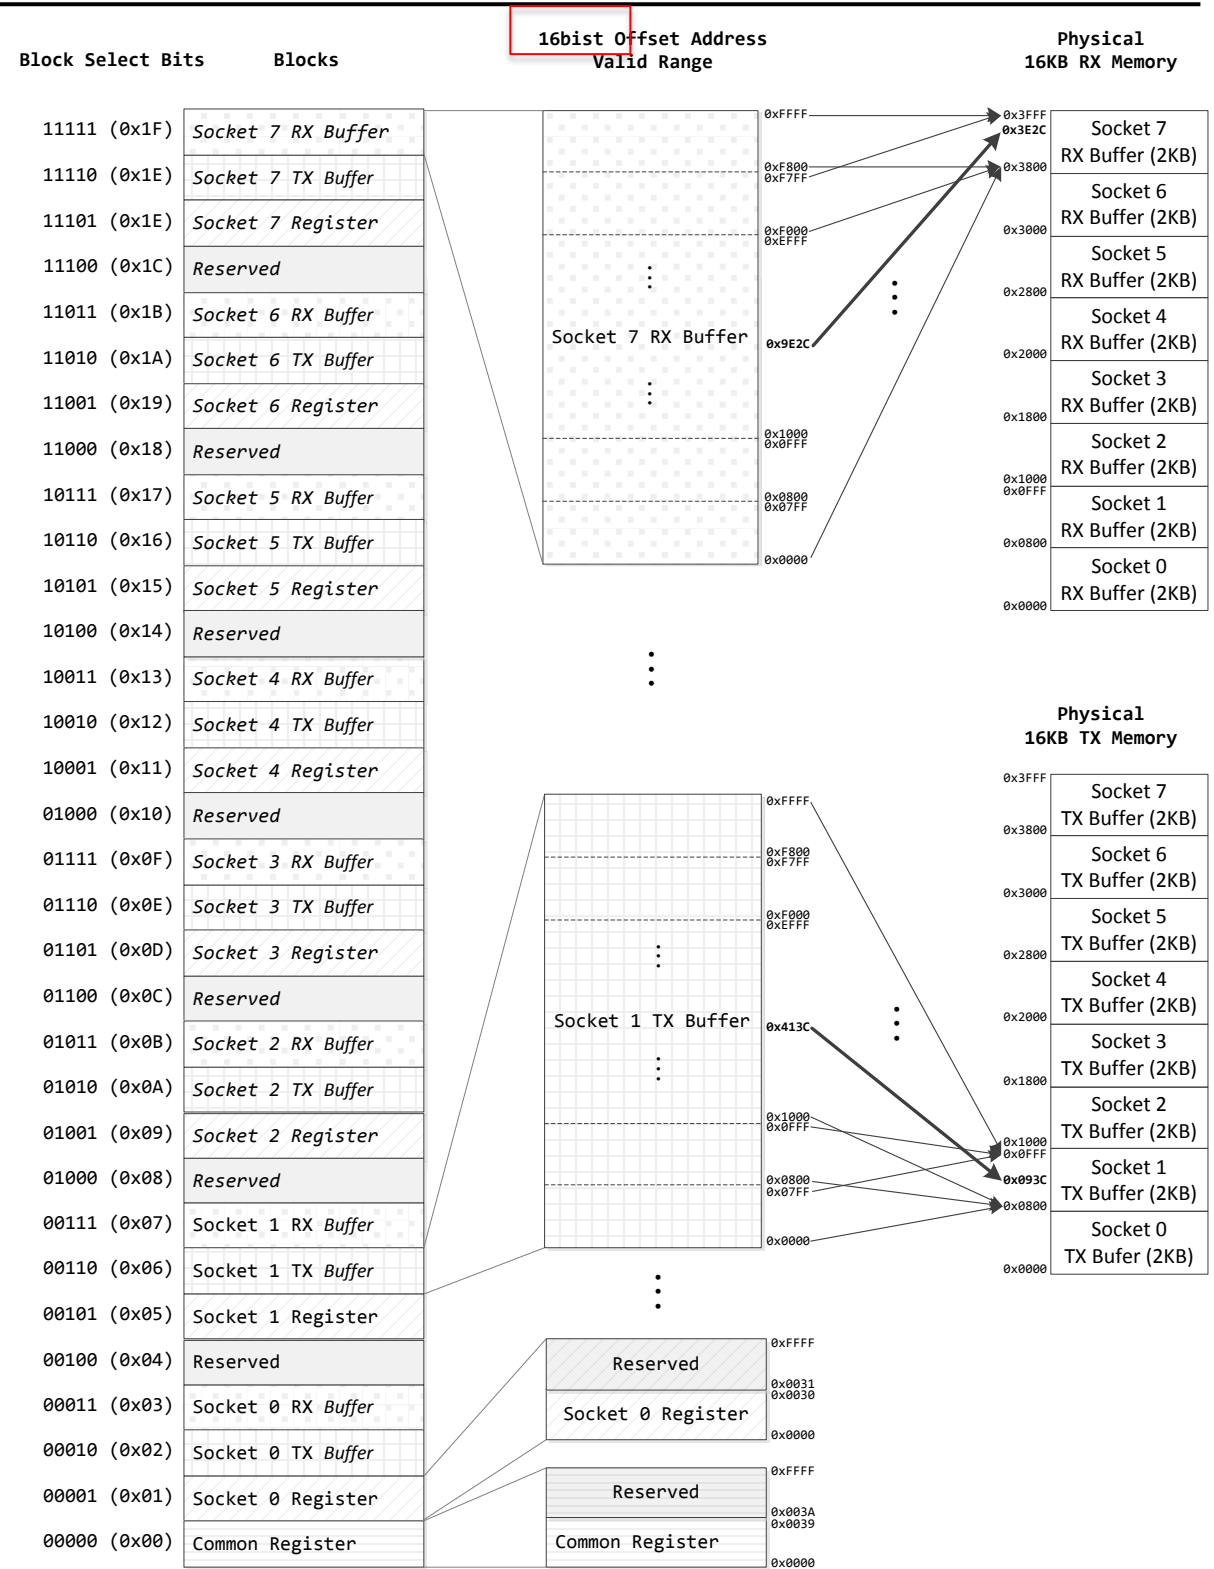 16bist Offset Address
Valid Range
Physical
16KB RX Memory
Block Select Bits
Blocks
11111 (0x1F) Socket 7 RX Buffer
11110 (0x1E) Socket 7 TX Buffer
11101 (0x1E) Socket 7 Register
11100 (0x1C) Reserved
11011 (0x1B) Socket 6 RX Buffer
11010 (0x1A) Socket 6 TX Buffer
11001 (0x19) Socket 6 Register
11000 (0x18) Reserved
10111 (0x17) Socket 5 RX Buffer
10110 (0x16) Socket 5 TX Buffer
10101 (0x15) Socket 5 Register
10100 (0x14) Reserved
10011 (0x13) Socket 4 RX Buffer
10010 (0x12) Socket 4 TX Buffer
10001 (0x11) Socket 4 Register
01000 (0x10) Reserved
01111 (0x0F) Socket 3 RX Buffer
01110 (0x0E) Socket 3 TX Buffer
01101 (0x0D) Socket 3 Register
01100 (0x0C) Reserved
01011 (0x0B) Socket 2 RX Buffer
01010 (0x0A) Socket 2 TX Buffer
01001 (0x09) Socket 2 Register
01000 (0x08) Reserved
00111 (0x07) Socket 1 RX Buffer
00110 (0x06) Socket 1 TX Buffer
00101 (0x05) Socket 1 Register
00100 (0x04) Reserved
00011 (0x03) Socket 0 RX Buffer
00010 (0x02) Socket 0 TX Buffer
00001 (0x01) Socket 0 Register
00000 (0x00) Common Register
0xFFFF
0xF800
0xF7FF
0xF000
0xEFFF
Socket 7 RX Buffer
0x9E2C
0x1000
0x0FFF
0x0800
0x07FF
0x0000
0x3FFF
0x3E2C
Socket 7
RX Buffer (2KB)
0x3800
Socket 6
RX Buffer (2KB)
0x3000
Socket 5
RX Buffer (2KB)
0x2800
Socket 4
RX Buffer (2KB)
0x2000
Socket 3
RX Buffer (2KB)
0x1800
Socket 2
RX Buffer (2KB)
0x1000
0x0FFF
Socket 1
RX Buffer (2KB)
0x0800
Socket 0
RX Buffer (2KB)
0x0000
Physical
16KB TX Memory
0xFFFF
0xF800
0xF7FF
0xF000
0xEFFF
Socket 1 TX Buffer
0x413C
0x1000
0x0FFF
0x0800
0x07FF
0x0000
0x3FFF
Socket 7
TX Buffer (2KB)
0x3800
Socket 6
TX Buffer (2KB)
0x3000
Socket 5
TX Buffer (2KB)
0x2800
Socket 4
TX Buffer (2KB)
0x2000
Socket 3
TX Buffer (2KB)
0x1800
Socket 2
TX Buffer (2KB)
0x1000
0x0FFF
Socket 1
0x093C
TX Buffer (2KB)
0x0800
Socket 0
TX Bufer (2KB)
0x0000
0xFFFF
Reserved
0x0031
0x0030
Socket 0 Register
0x0000
0xFFFF
Reserved
0x003A
0x0039
Common Register
0x0000